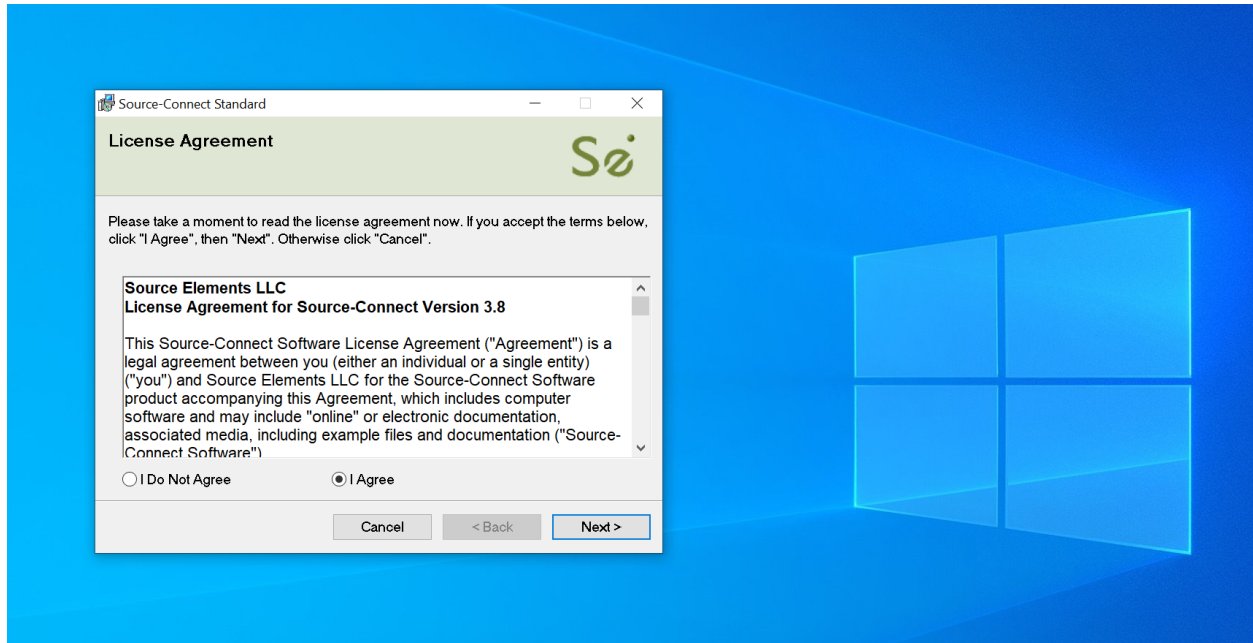 Source-Connect Standard
License Agreement
Se
Please take a moment to read the license agreement now. If you accept the terms below,
click "I Agree", then "Next". Otherwise click "Cancel".
Source Elements LLC
License Agreement for Source-Connect Version 3.8
This Source-Connect Software License Agreement ("Agreement") is a
legal agreement between you (either an individual or a single entity)
("you") and Source Elements LLC for the Source-Connect Software
product accompanying this Agreement, which includes computer
software and may include "online" or electronic documentation,
associated media, including example files and documentation ("Source-
Connect Software")
I Do Not Agree
I Agree
Cancel
< Back
Next >